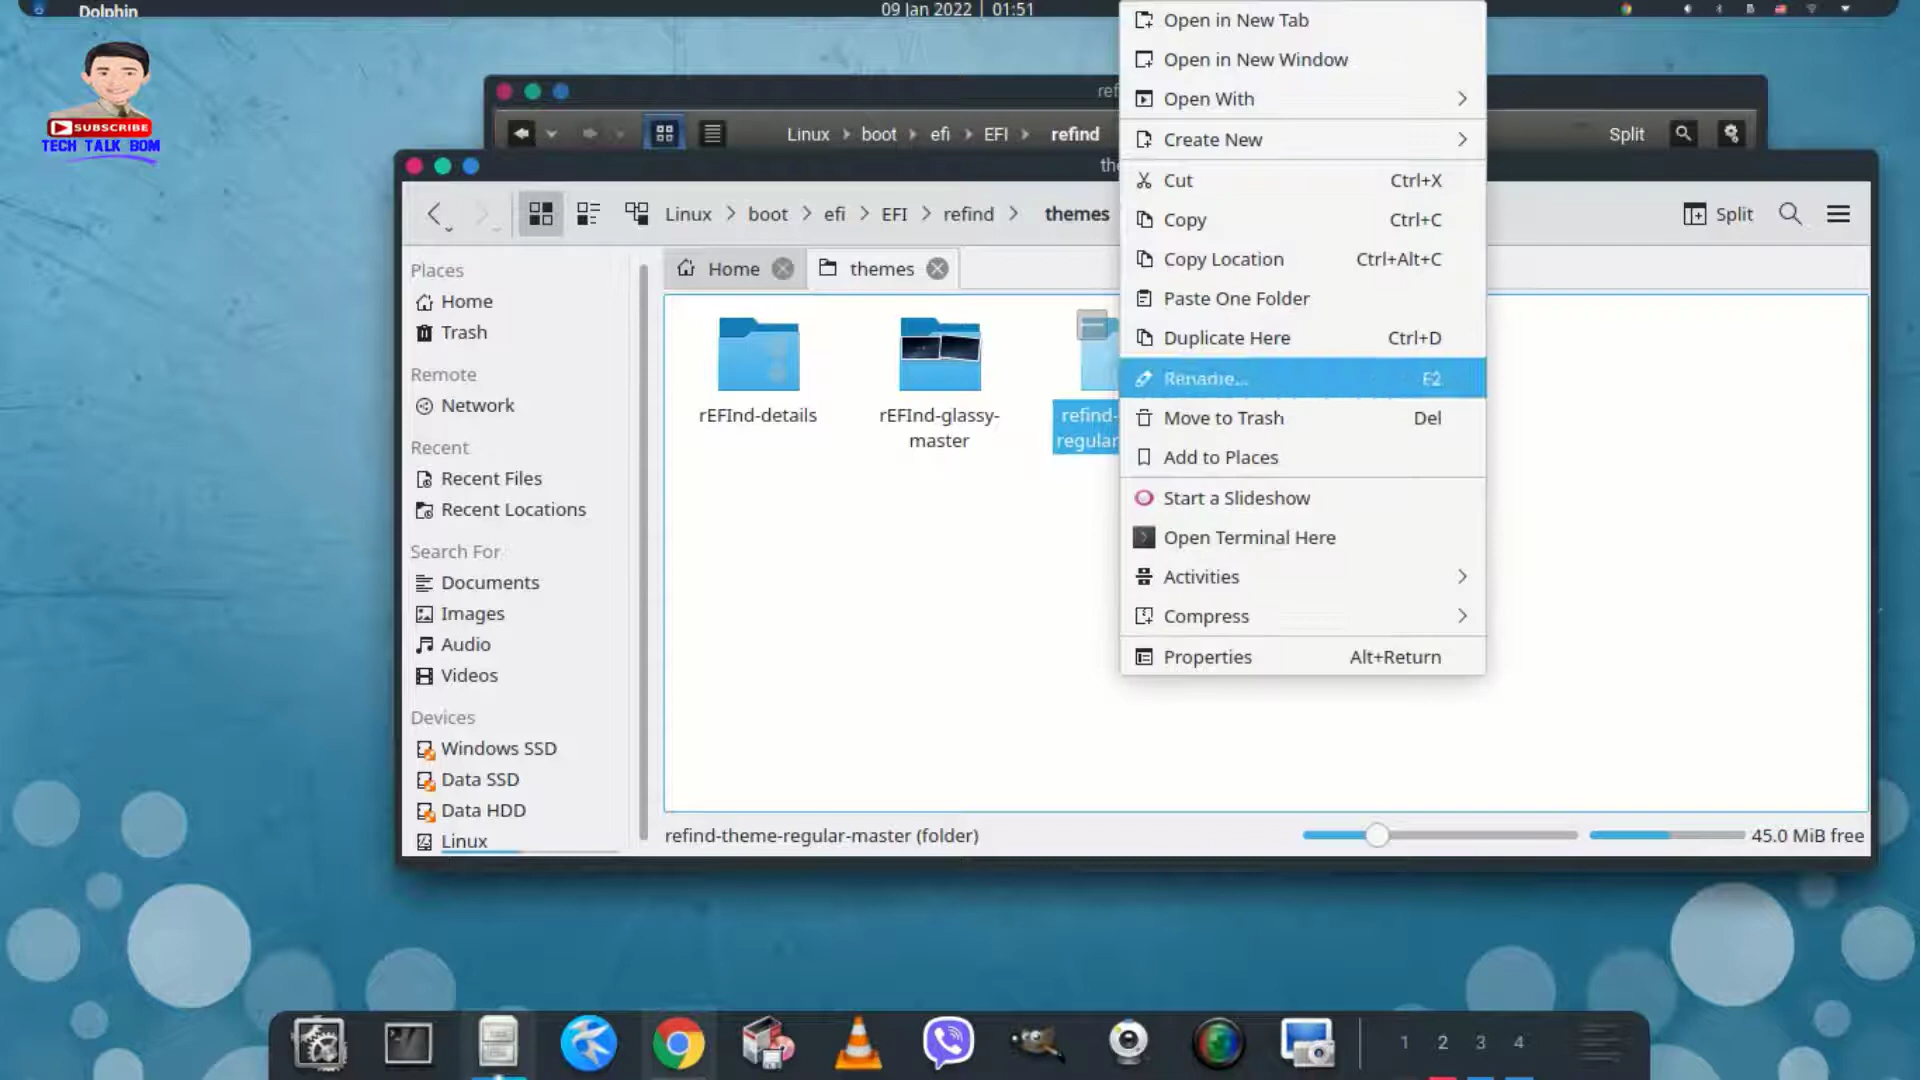 Dolphin
09 Jan 2022 | 01:51
SUBSCRIBE
TECH TALK BOM
Linux
boot
efi
EFI
refind
Split
Linux
boot
efi
EFI
refind
themes
Split
Home
themes
Places
Home
Trash
Remote
Network
Recent
Recent Files
Recent Locations
Search For
Documents
Images
Audio
Videos
Devices
Windows SSD
Data SSD
Data HDD
Linux
rEFInd-details
rEFInd-glassy-
master
refind-
regular
Open in New Tab
Open in New Window
Open With
Create New
Cut Ctrl+X
Copy Ctrl+C
Copy Location Ctrl+Alt+C
Paste One Folder
Duplicate Here Ctrl+D
Rename... F2
Move to Trash Del
Add to Places
Start a Slideshow
Open Terminal Here
Activities
Compress
Properties Alt+Return
refind-theme-regular-master (folder)
45.0 MiB free
1 2 3 4